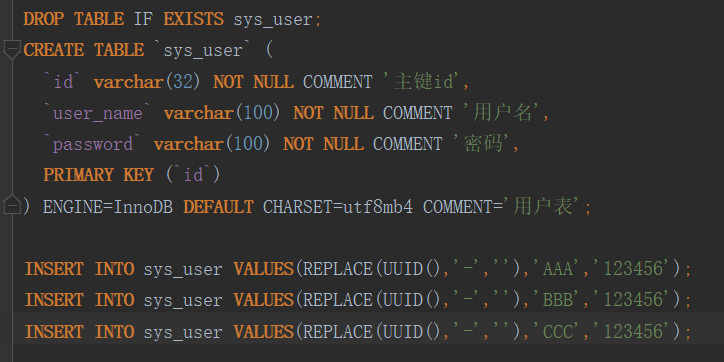 DROP TABLE IF EXISTS sys_user;
CREATE TABLE `sys_user` (
`id` varchar(32) NOT NULL COMMENT '主键id',
`user_name` varchar(100) NOT NULL COMMENT '用户名',
`password` varchar(100) NOT NULL COMMENT '密码',
PRIMARY KEY (`id`)
) ENGINE=InnoDB DEFAULT CHARSET=utf8mb4 COMMENT='用户表';
INSERT INTO sys_user VALUES(REPLACE(UUID(),'-',''),'AAA','123456');
INSERT INTO sys_user VALUES(REPLACE(UUID(),'-',''),'BBB','123456');
INSERT INTO sys_user VALUES(REPLACE(UUID(),'-',''),'CCC','123456');